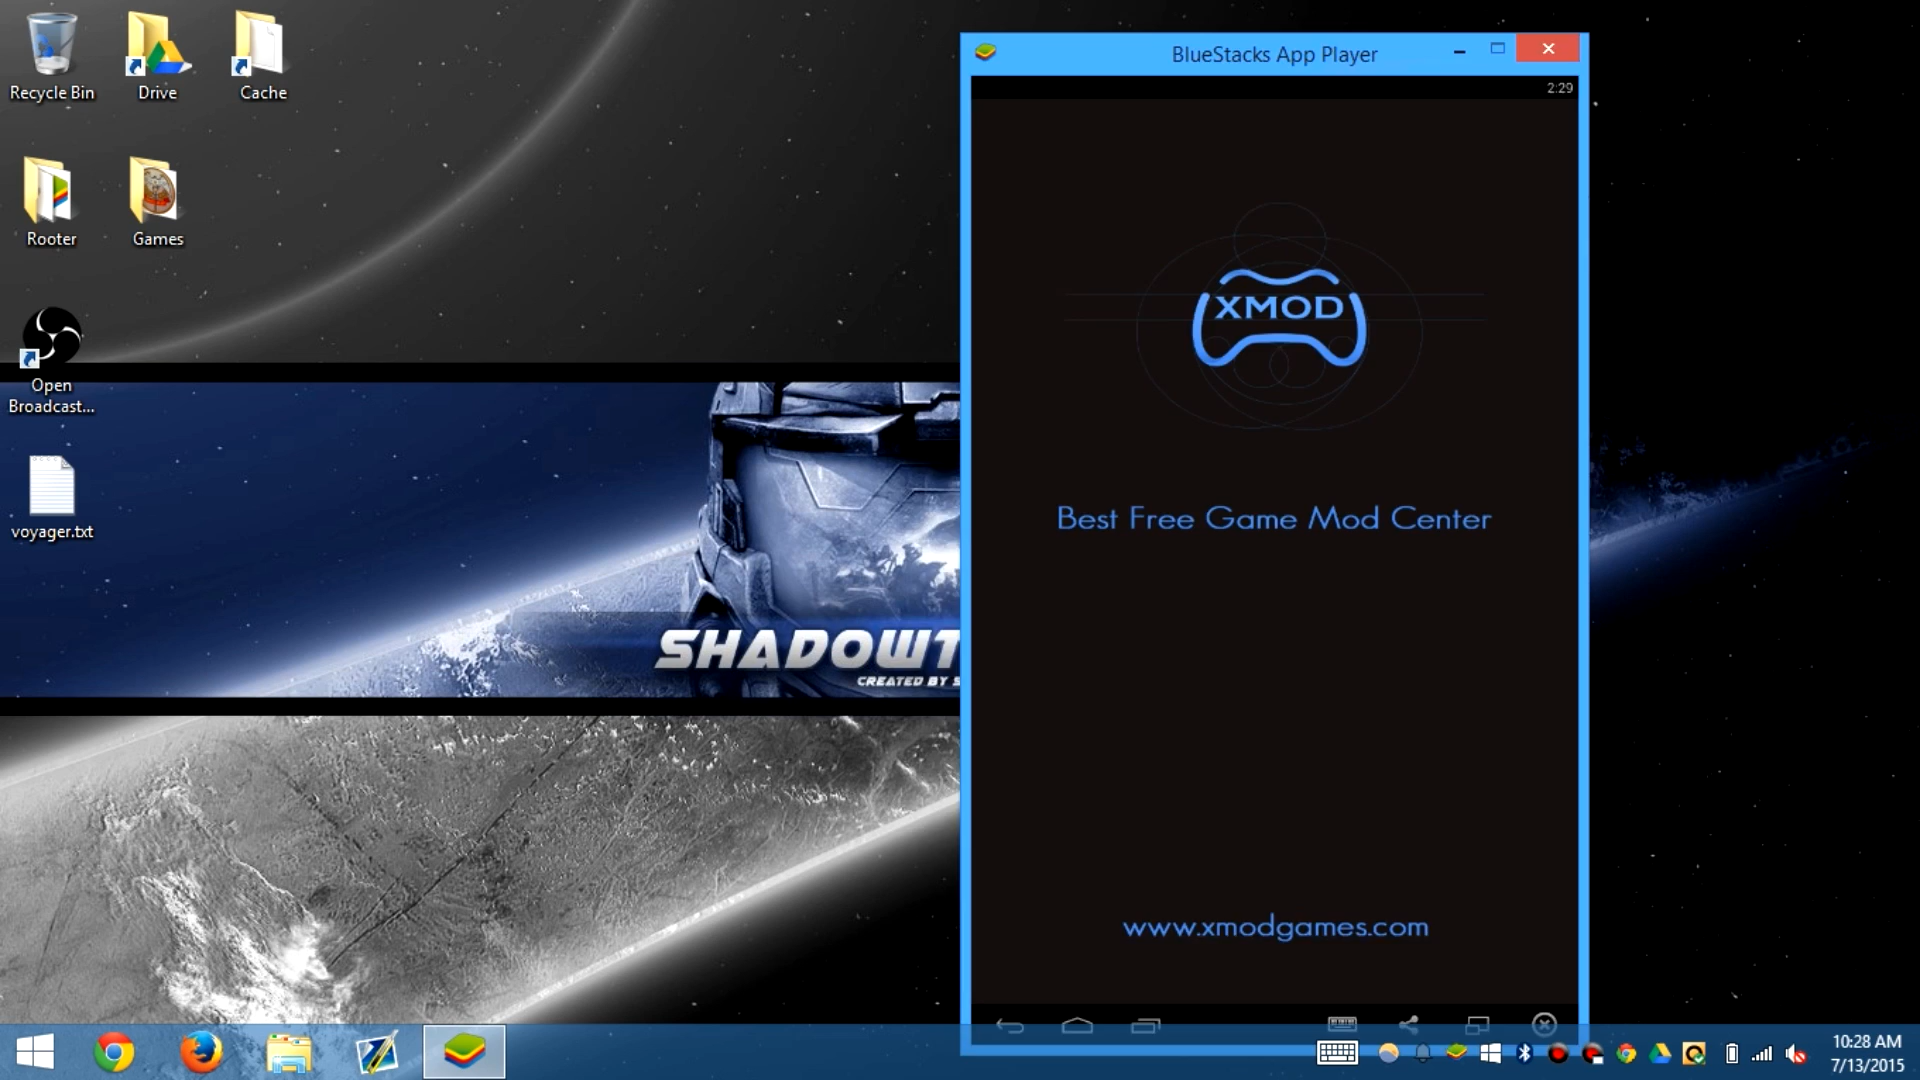 Recycle Bin
Drive
Cache
Rooter
Games
Open
Broadcast...
voyager.txt
SHADOWT
CREATED BY S
BlueStacks App Player
2:29
XMOD
Best Free Game Mod Center
www.xmodgames.com
10:28 AM
7/13/2015